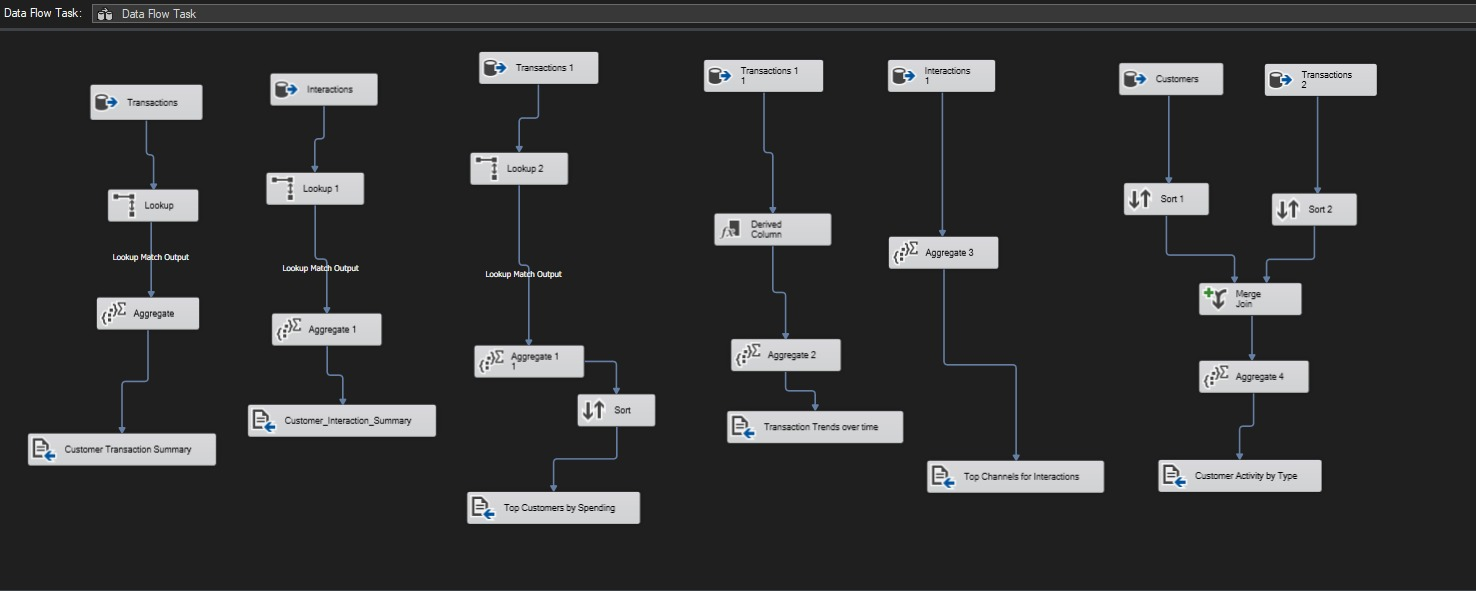 Data Flow Task:
Data Flow Task
Transactions
Lookup
Lookup Match Output
Aggregate
Customer Transaction Summary
Interactions
Lookup 1
Lookup Match Output
Aggregate 1
Customer_Interaction_Summary
Transactions 1
Lookup 2
Lookup Match Output
Aggregate 1
1
Sort
Top Customers by Spending
Transactions 1
1
Derived
Column
Aggregate 2
Transaction Trends over time
Interactions
1
Aggregate 3
Top Channels for Interactions
Customers
Transactions
2
Sort 1
Sort 2
Merge
Join
Aggregate 4
Customer Activity by Type